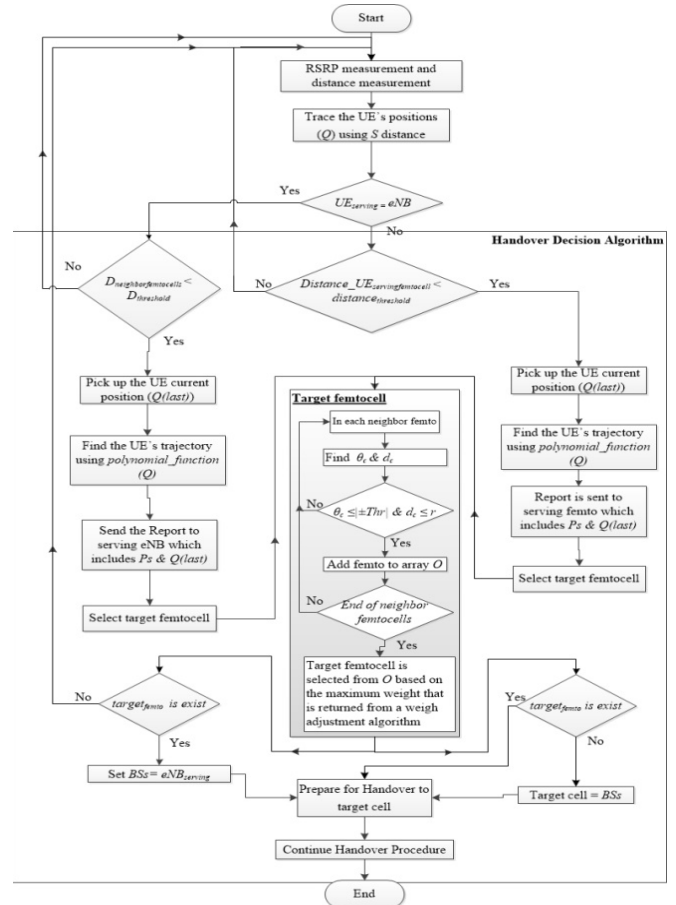 Start
RSRP measurement and
distance measurement
Trace the UE`s positions
(Q) using S distance
Yes
UEserving = eNB
No
Handover Decision Algorithm
No
Dneighborfemtocells <
Dthreshold
No
Distance_UEservingfemtocell <
distancethreshold
Yes
Yes
Pick up the UE current
position (Q(last))
Find the UE`s trajectory
using polynomial_function
(Q)
Send the Report to
serving eNB which
includes Ps & Q(last)
Select target femtocell
Target femtocell
In each neighbor femto
Find θc & dc
No
θc ≤|±Thr| & dc ≤ r
Yes
Add femto to array O
No
End of neighbor
femtocells
Yes
Target femtocell is
selected from O based on
the maximum weight that
is returned from a weigh
adjustment algorithm
Pick up the UE current
position (Q(last))
Find the UE`s trajectory
using polynomial_function
(Q)
Report is sent to
serving femto which
includes Ps & Q(last)
Select target femtocell
No
targetfemto is exist
Yes
Set BSs= eNBserving
Yes
targetfemto is exist
No
Target cell = BSs
Prepare for Handover to
target cell
Continue Handover Procedure
End